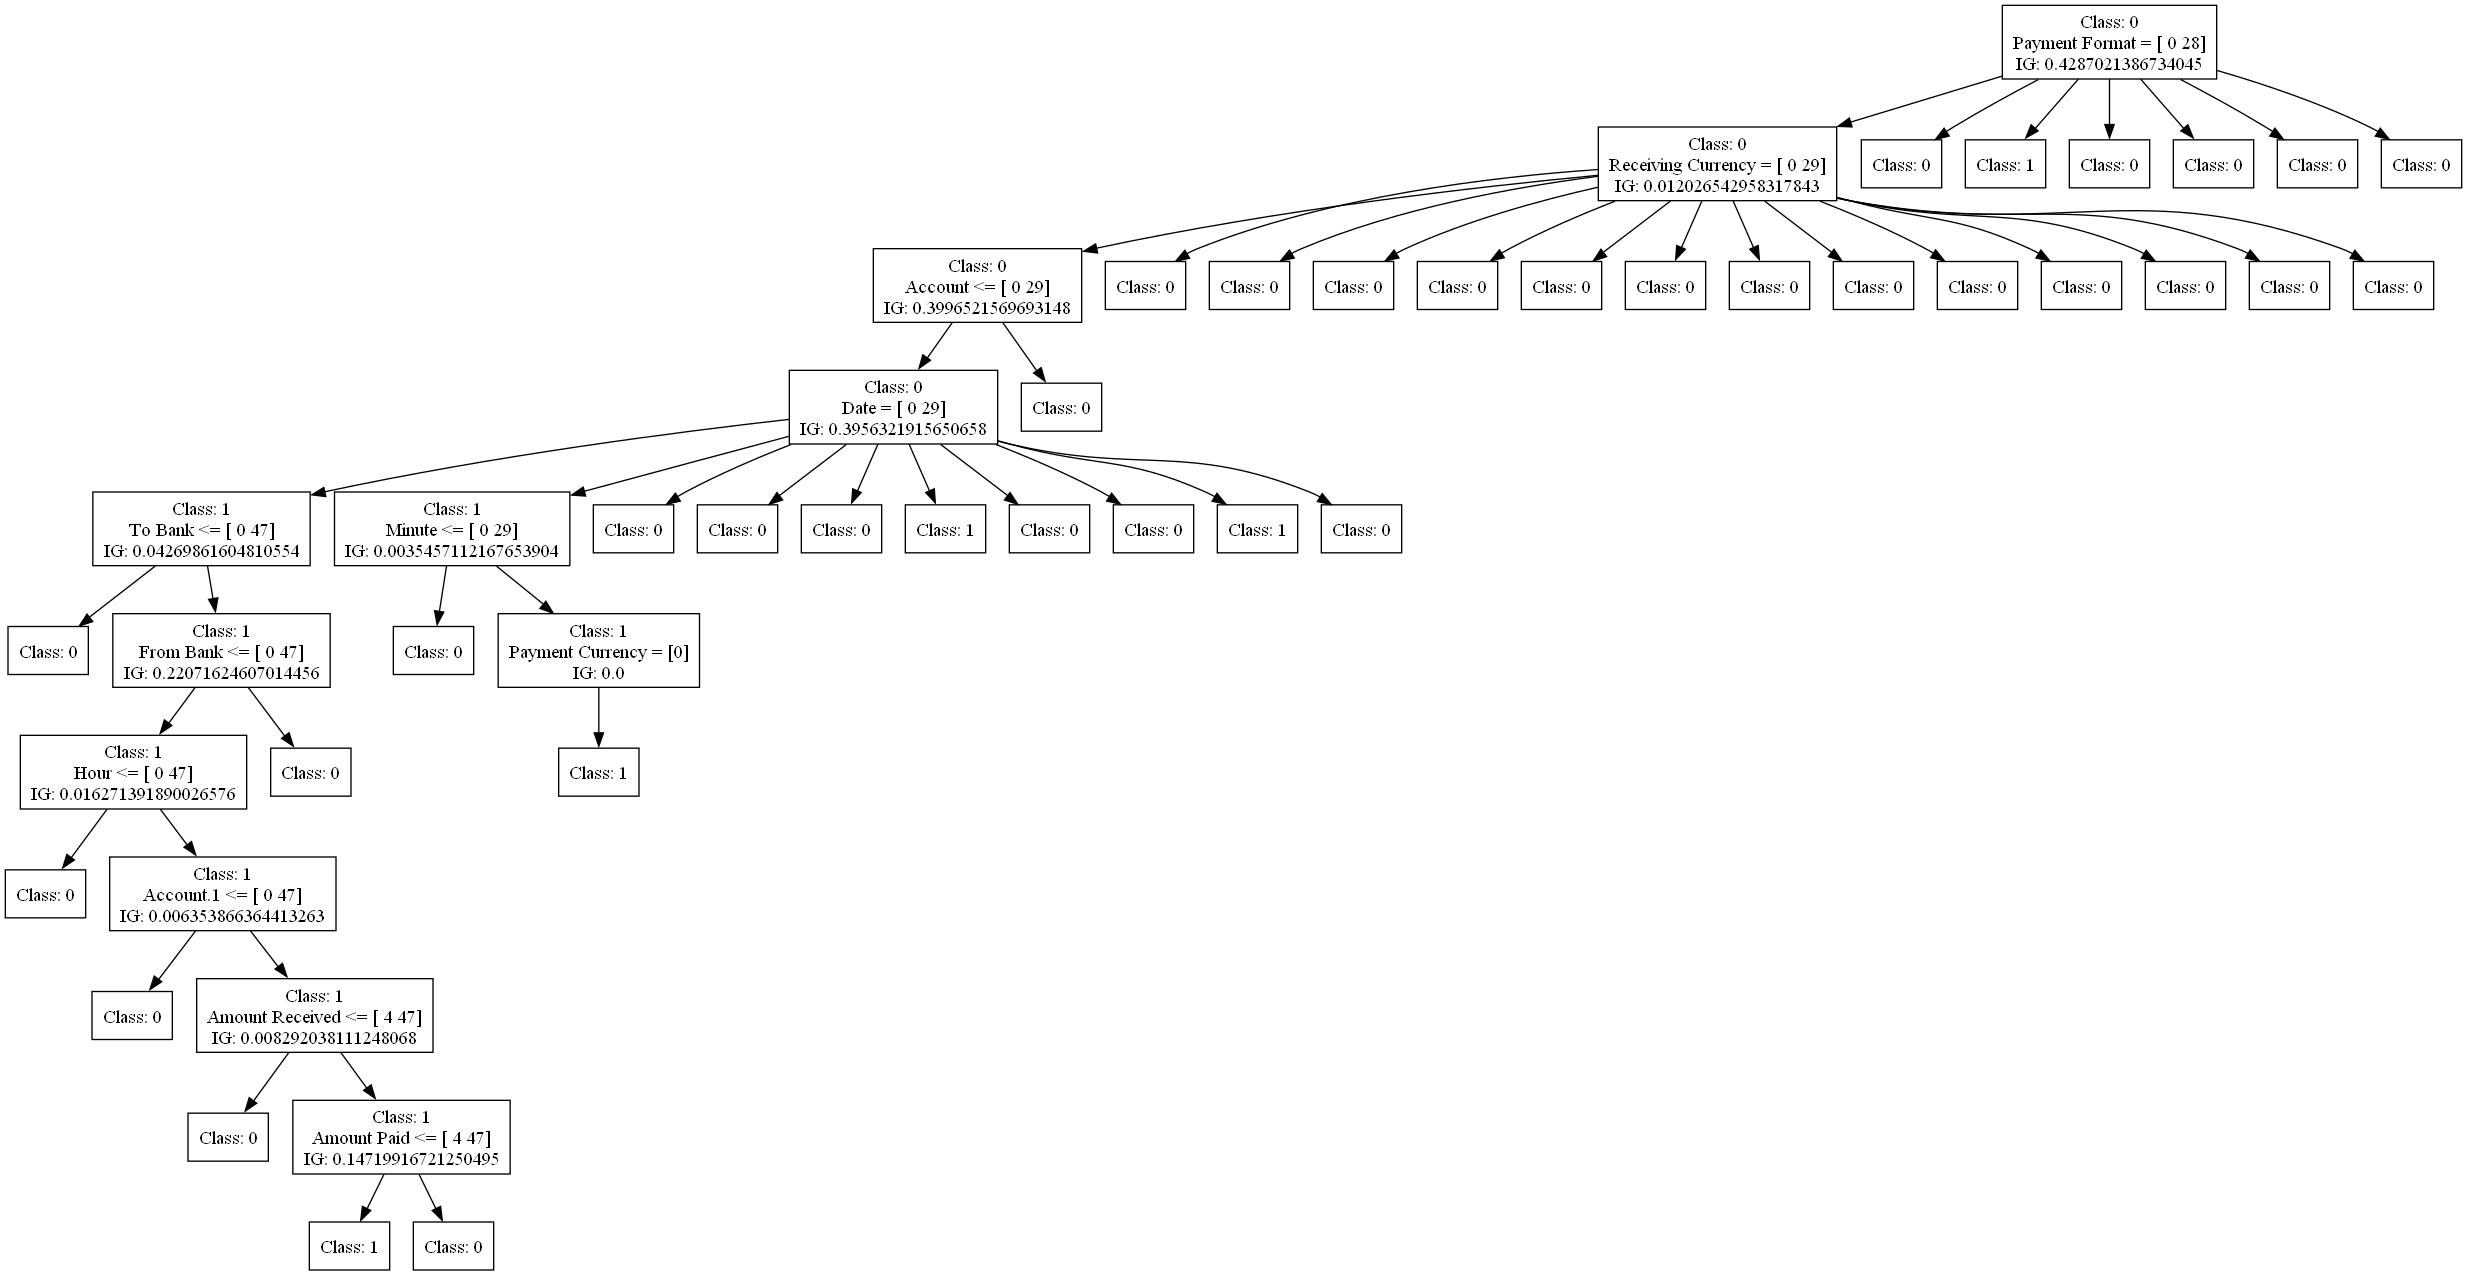 Class: 0
Payment Format = [ 0 28]
IG: 0.4287021386734045
Class: 0
Receiving Currency = [ 0 29]
IG: 0.012026542958317843
Class: 0
Class: 1
Class: 0
Class: 0
Class: 0
Class: 0
Class: 0
Account <= [ 0 29]
IG: 0.3996521569693148
Class: 0
Class: 0
Class: 0
Class: 0
Class: 0
Class: 0
Class: 0
Class: 0
Class: 0
Class: 0
Class: 0
Class: 0
Class: 0
Class: 0
Date = [ 0 29]
IG: 0.3956321915650658
Class: 0
Class: 1
To Bank <= [ 0 47]
IG: 0.04269861604810554
Class: 1
Minute <= [ 0 29]
IG: 0.0035457112167653904
Class: 0
Class: 0
Class: 0
Class: 1
Class: 0
Class: 0
Class: 1
Class: 0
Class: 0
Class: 1
From Bank <= [ 0 47]
IG: 0.22071624607014456
Class: 0
Class: 1
Payment Currency = [0]
IG: 0.0
Class: 1
Hour <= [ 0 47]
IG: 0.016271391890026576
Class: 0
Class: 1
Class: 0
Class: 1
Account.1 <= [ 0 47]
IG: 0.006353866364413263
Class: 0
Class: 1
Amount Received <= [ 4 47]
IG: 0.008292038111248068
Class: 0
Class: 1
Amount Paid <= [ 4 47]
IG: 0.14719916721250495
Class: 1
Class: 0